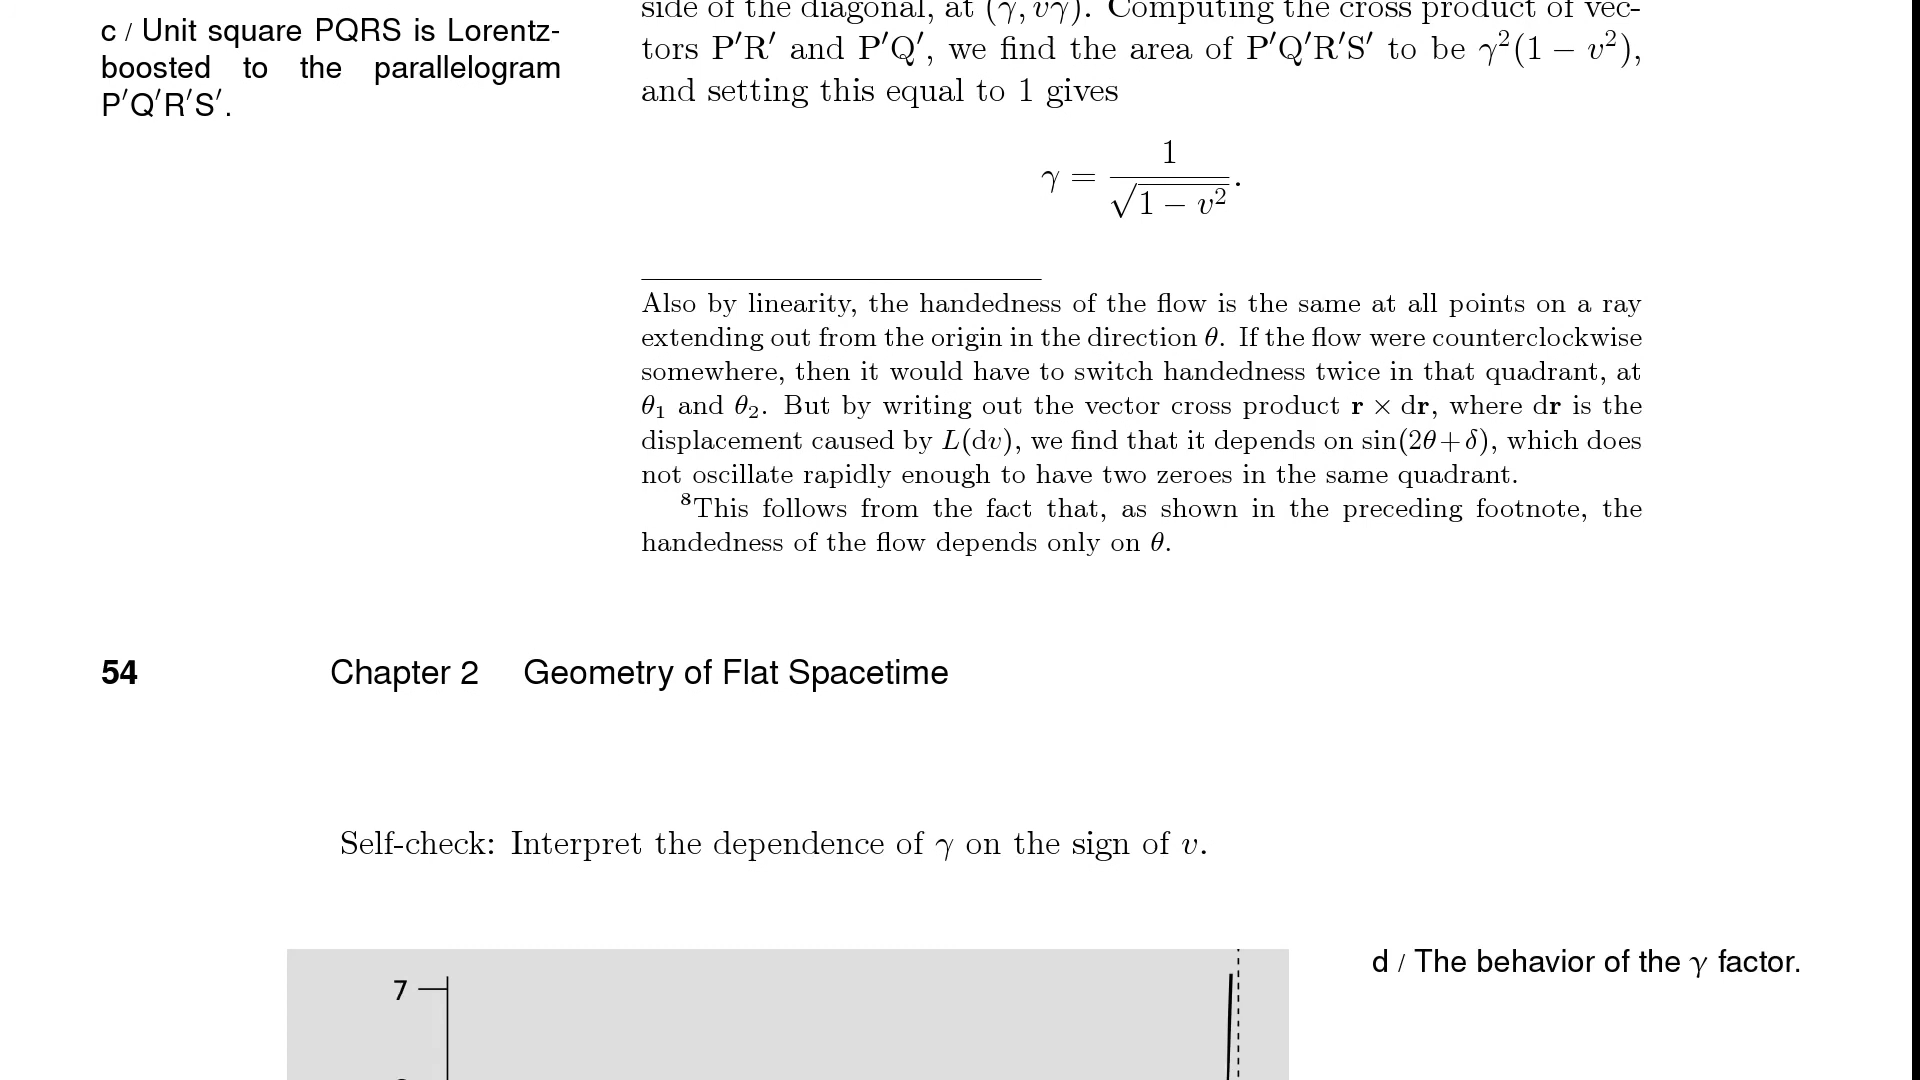 c / Unit square PQRS is Lorentz-
boosted to the parallelogram
P′Q′R′S′.
side of the diagonal, at (γ, vγ). Computing the cross product of vec-
tors P′R′ and P′Q′, we find the area of P′Q′R′S′ to be γ²(1 − v²),
and setting this equal to 1 gives
γ = 1/√(1 − v²).
Also by linearity, the handedness of the flow is the same at all points on a ray
extending out from the origin in the direction θ. If the flow were counterclockwise
somewhere, then it would have to switch handedness twice in that quadrant, at
θ₁ and θ₂. But by writing out the vector cross product r × dr, where dr is the
displacement caused by L(dv), we find that it depends on sin(2θ+δ), which does
not oscillate rapidly enough to have two zeroes in the same quadrant.
⁸This follows from the fact that, as shown in the preceding footnote, the
handedness of the flow depends only on θ.
54 Chapter 2 Geometry of Flat Spacetime
Self-check: Interpret the dependence of γ on the sign of v.
d / The behavior of the γ factor.
7